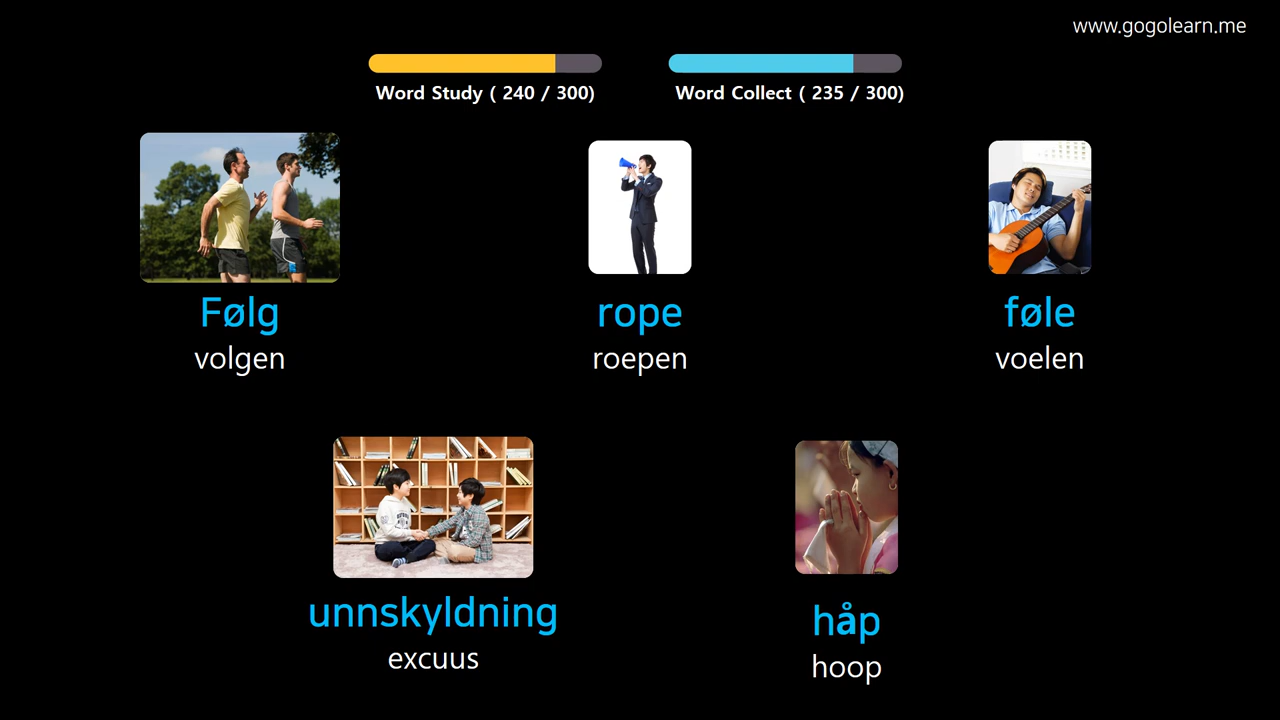 www.gogolearn.me
Word Study ( 240 / 300)
Word Collect ( 235 / 300)
Følg
volgen
rope
roepen
føle
voelen
unnskyldning
excuus
håp
hoop